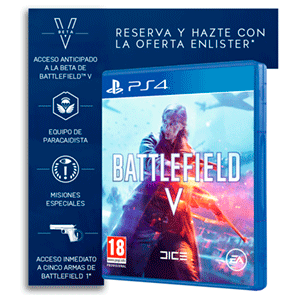 V
BETA
ACCESO ANTICIPADO
A LA BETA DE
BATTLEFIELD™ V
EQUIPO DE
PARACAIDISTA
MISIONES
ESPECIALES
ACCESO INMEDIATO
A CINCO ARMAS DE
BATTLEFIELD 1*
RESERVA Y HAZTE CON
LA OFERTA ENLISTER*
PS4
BATTLEFIELD
V
18
DICE
EA